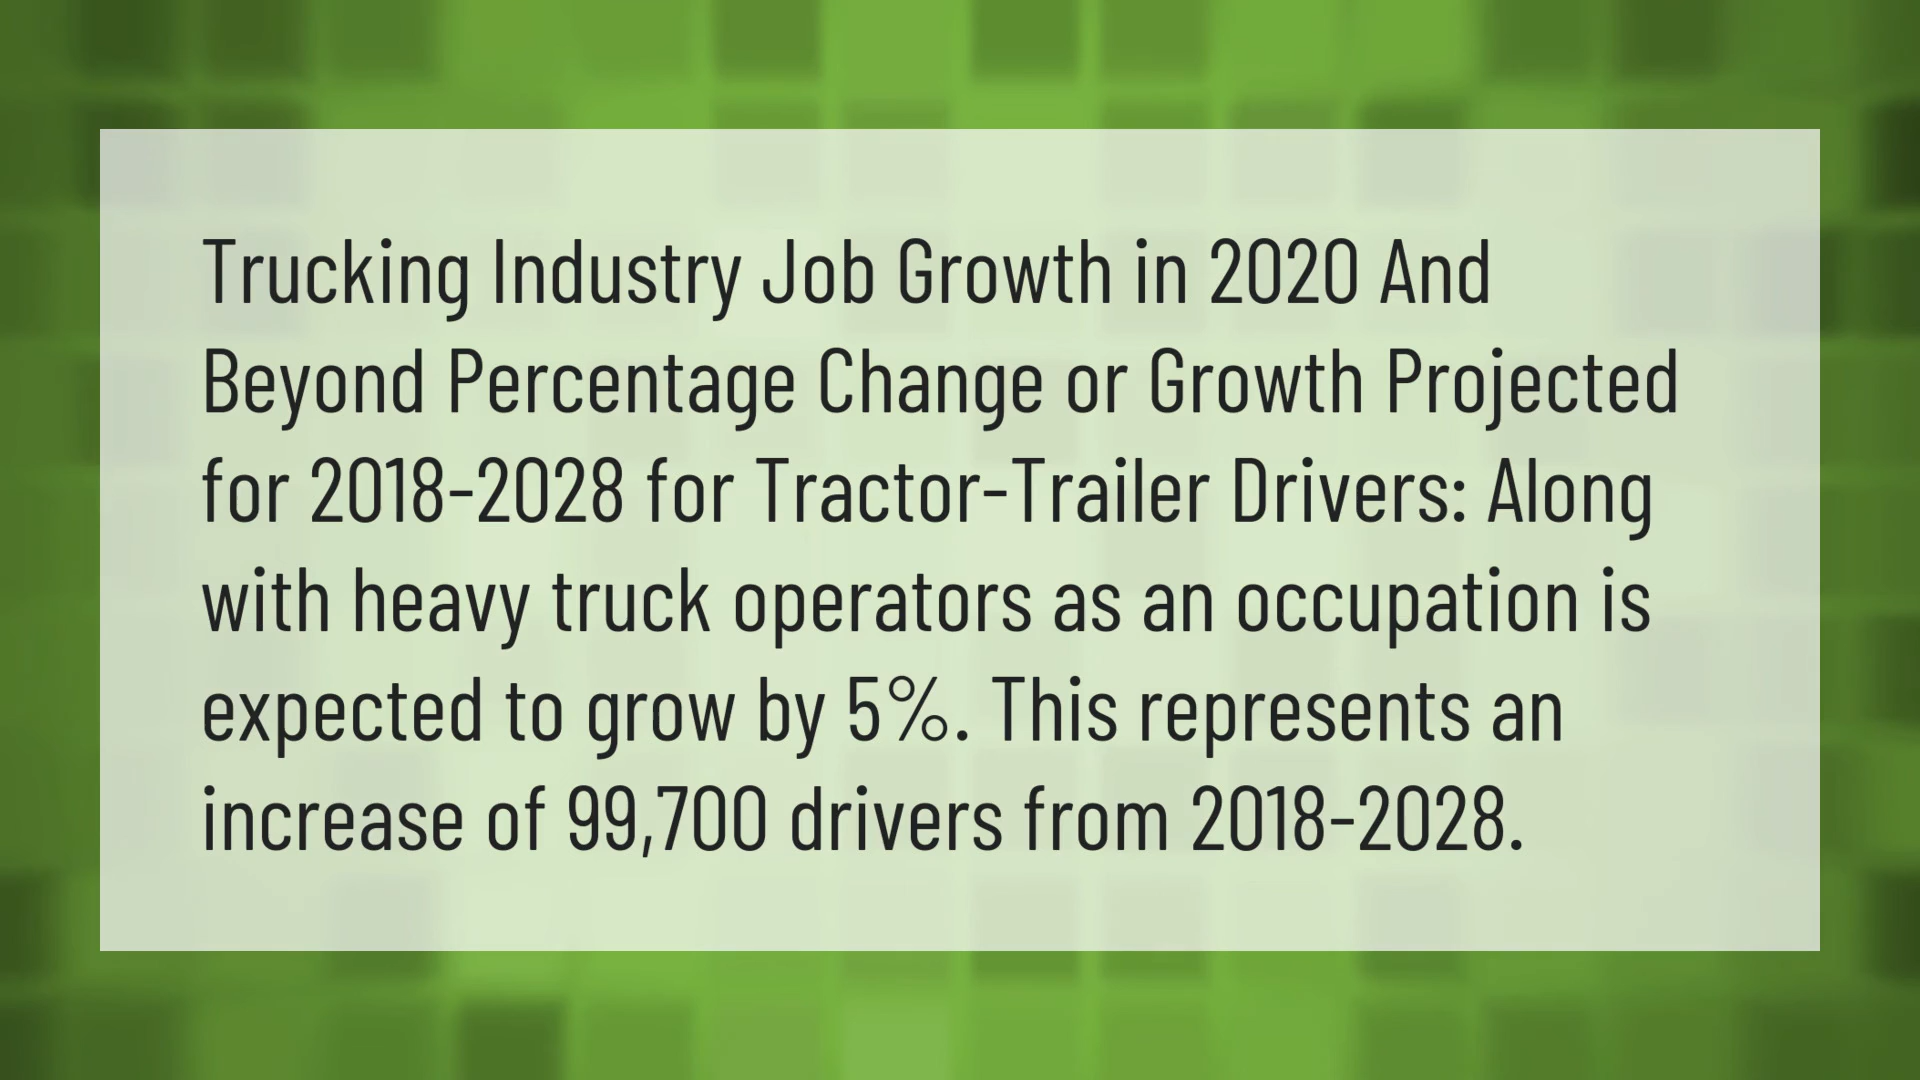 Trucking Industry Job Growth in 2020 And
Beyond Percentage Change or Growth Projected
for 2018-2028 for Tractor-Trailer Drivers: Along
with heavy truck operators as an occupation is
expected to grow by 5%. This represents an
increase of 99,700 drivers from 2018-2028.